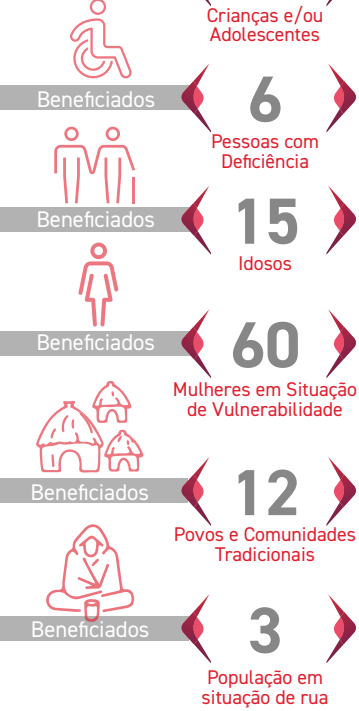 Crianças e/ou
Adolescentes
Beneficiados
6
Pessoas com
Deficiência
Beneficiados
15
Idosos
Beneficiados
60
Mulheres em Situação
de Vulnerabilidade
Beneficiados
12
Povos e Comunidades
Tradicionais
Beneficiados
3
População em
situação de rua